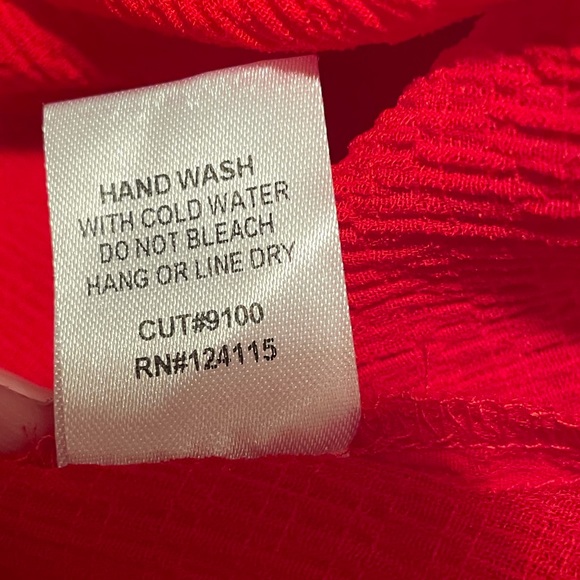 HAND WASH
WITH COLD WATER
DO NOT BLEACH
HANG OR LINE DRY
CUT#9100
RN#124115